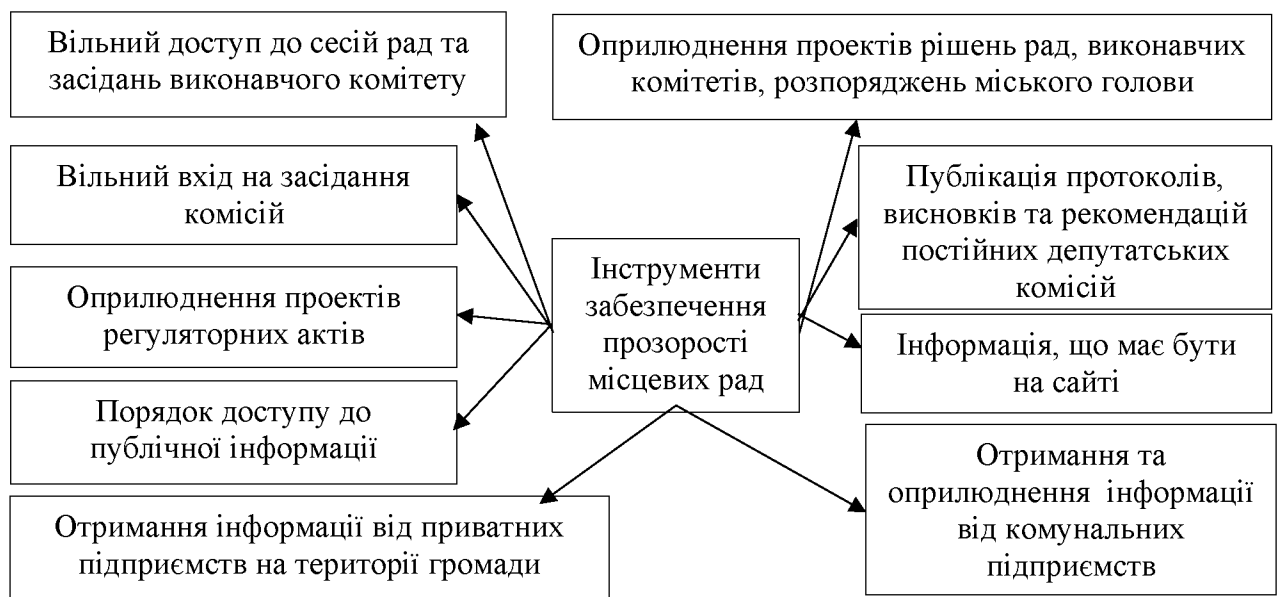 Вільний доступ до сесій рад та
засідань виконавчого комітету
Оприлюднення проектів рішень рад, виконавчих
комітетів, розпоряджень міського голови
Вільний вхід на засідання
комісій
Публікація протоколів,
висновків та рекомендацій
постійних депутатських
комісій
Інструменти
забезпечення
прозорості
місцевих рад
Оприлюднення проектів
регуляторних актів
Інформація, що має бути
на сайті
Порядок доступу до
публічної інформації
Отримання та
оприлюднення інформації
від комунальних
підприємств
Отримання інформації від приватних
підприємств на території громади